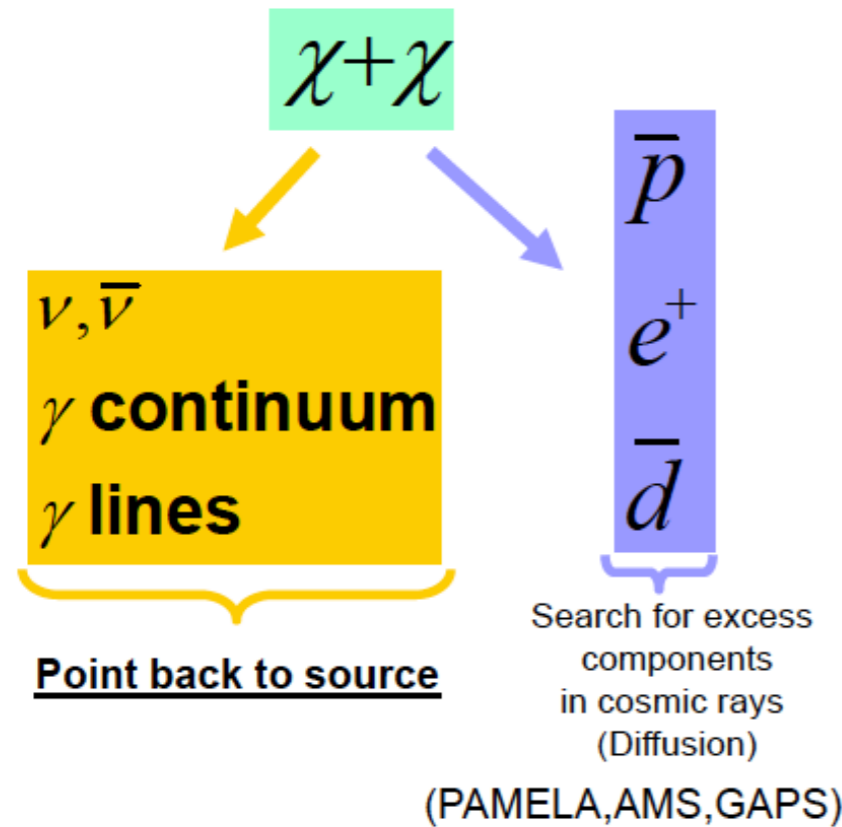 χ+χ
ν,ν̅
γ continuum
γ lines
Point back to source
p̅
e⁺
d̅
Search for excess
components
in cosmic rays
(Diffusion)
(PAMELA,AMS,GAPS)